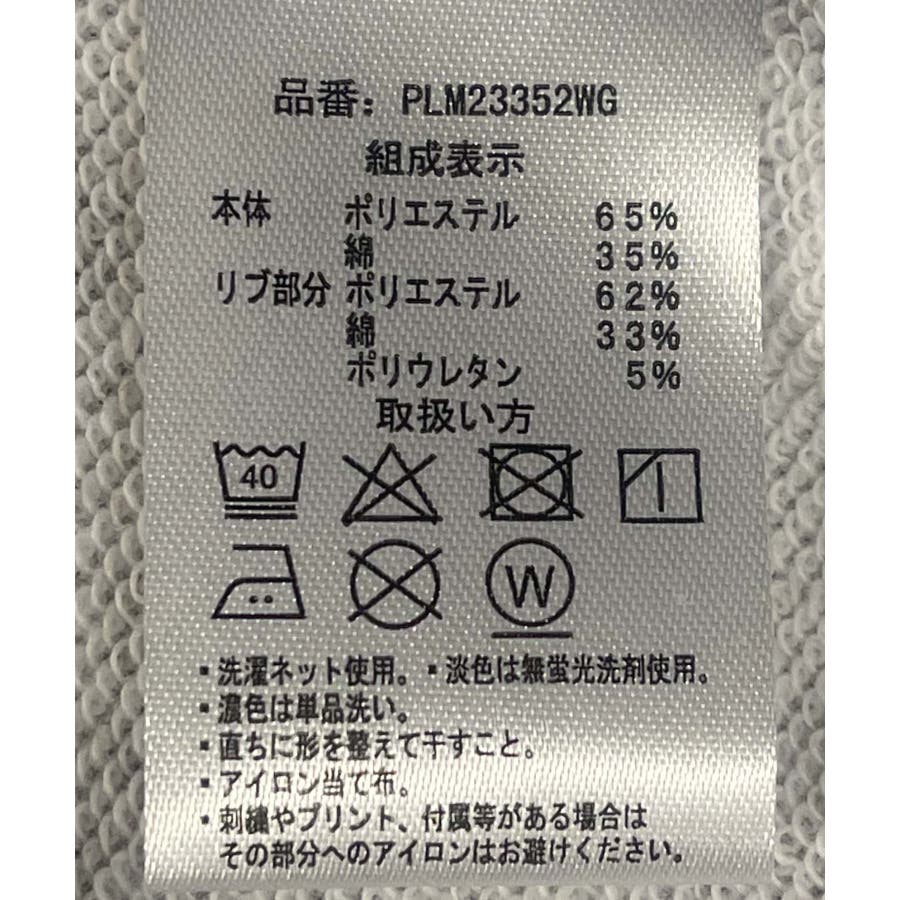 品番: PLM23352WG
組成表示
本体 ポリエステル 65%
綿 35%
リブ部分 ポリエステル 62%
綿 33%
ポリウレタン 5%
取扱い方
40
W
・洗濯ネット使用。・淡色は無蛍光洗剤使用。
・濃色は単品洗い。
・直ちに形を整えて干すこと。
・アイロン当て布。
・刺繍やプリント、付属等がある場合は
その部分へのアイロンはお避けください。